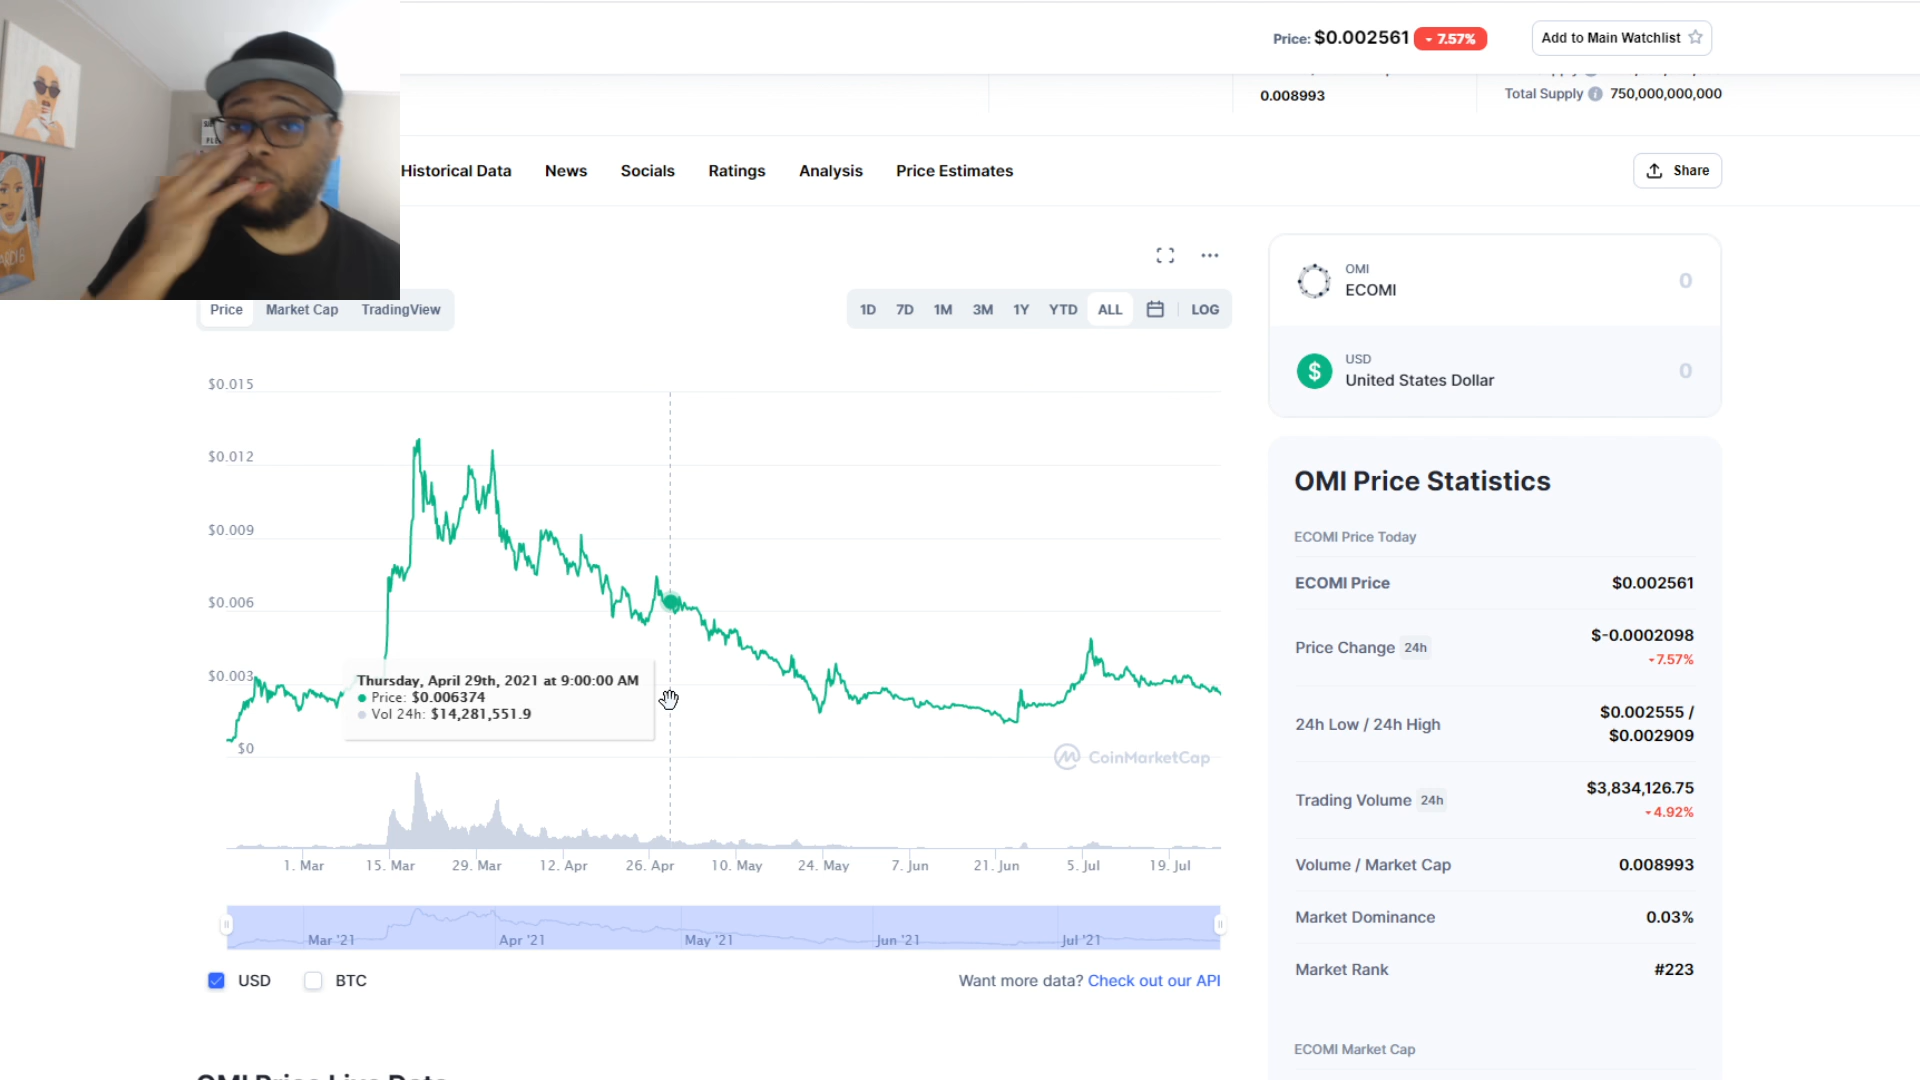 Price: $0.002561 7.57%
Add to Main Watchlist
0.008993
Total Supply 750,000,000,000
Historical Data News Socials Ratings Analysis Price Estimates
Share
Price Market Cap TradingView
1D 7D 1M 3M 1Y YTD ALL LOG
OMI
ECOMI
0
USD
United States Dollar
0
$0.015
$0.012
$0.009
$0.006
$0.003
$0
Thursday, April 29th, 2021 at 9:00:00 AM
Price: $0.006374
Vol 24h: $14,281,551.9
CoinMarketCap
1. Mar 15. Mar 29. Mar 12. Apr 26. Apr 10. May 24. May 7. Jun 21. Jun 5. Jul 19. Jul
Mar '21 Apr '21 May '21 Jun '21 Jul '21
USD BTC
Want more data? Check out our API
OMI Price Statistics
ECOMI Price Today
ECOMI Price $0.002561
Price Change 24h $-0.0002098
7.57%
24h Low / 24h High $0.002555 /
$0.002909
Trading Volume 24h $3,834,126.75
4.92%
Volume / Market Cap 0.008993
Market Dominance 0.03%
Market Rank #223
ECOMI Market Cap
OMI Price Live Data